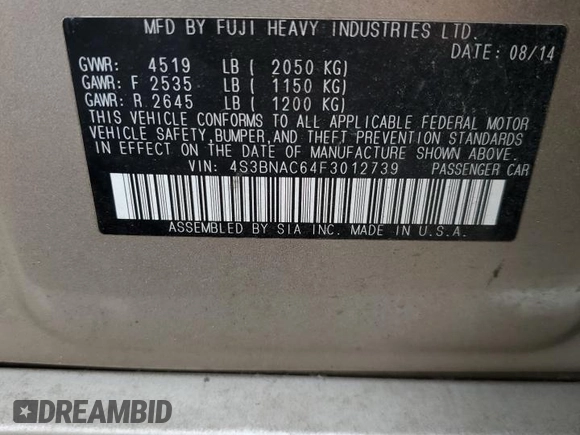 MFD BY FUJI HEAVY INDUSTRIES LTD.
DATE: 08/14
GVWR: 4519 LB ( 2050 KG)
GAWR: F 2535 LB ( 1150 KG)
GAWR: R 2645 LB ( 1200 KG)
THIS VEHICLE CONFORMS TO ALL APPLICABLE FEDERAL MOTOR
VEHICLE SAFETY, BUMPER, AND THEFT PREVENTION STANDARDS
IN EFFECT ON THE DATE OF MANUFACTURE SHOWN ABOVE.
VIN: 4S3BNAC64F3012739 PASSENGER CAR
ASSEMBLED BY SIA INC. MADE IN U.S.A.
DREAMBID